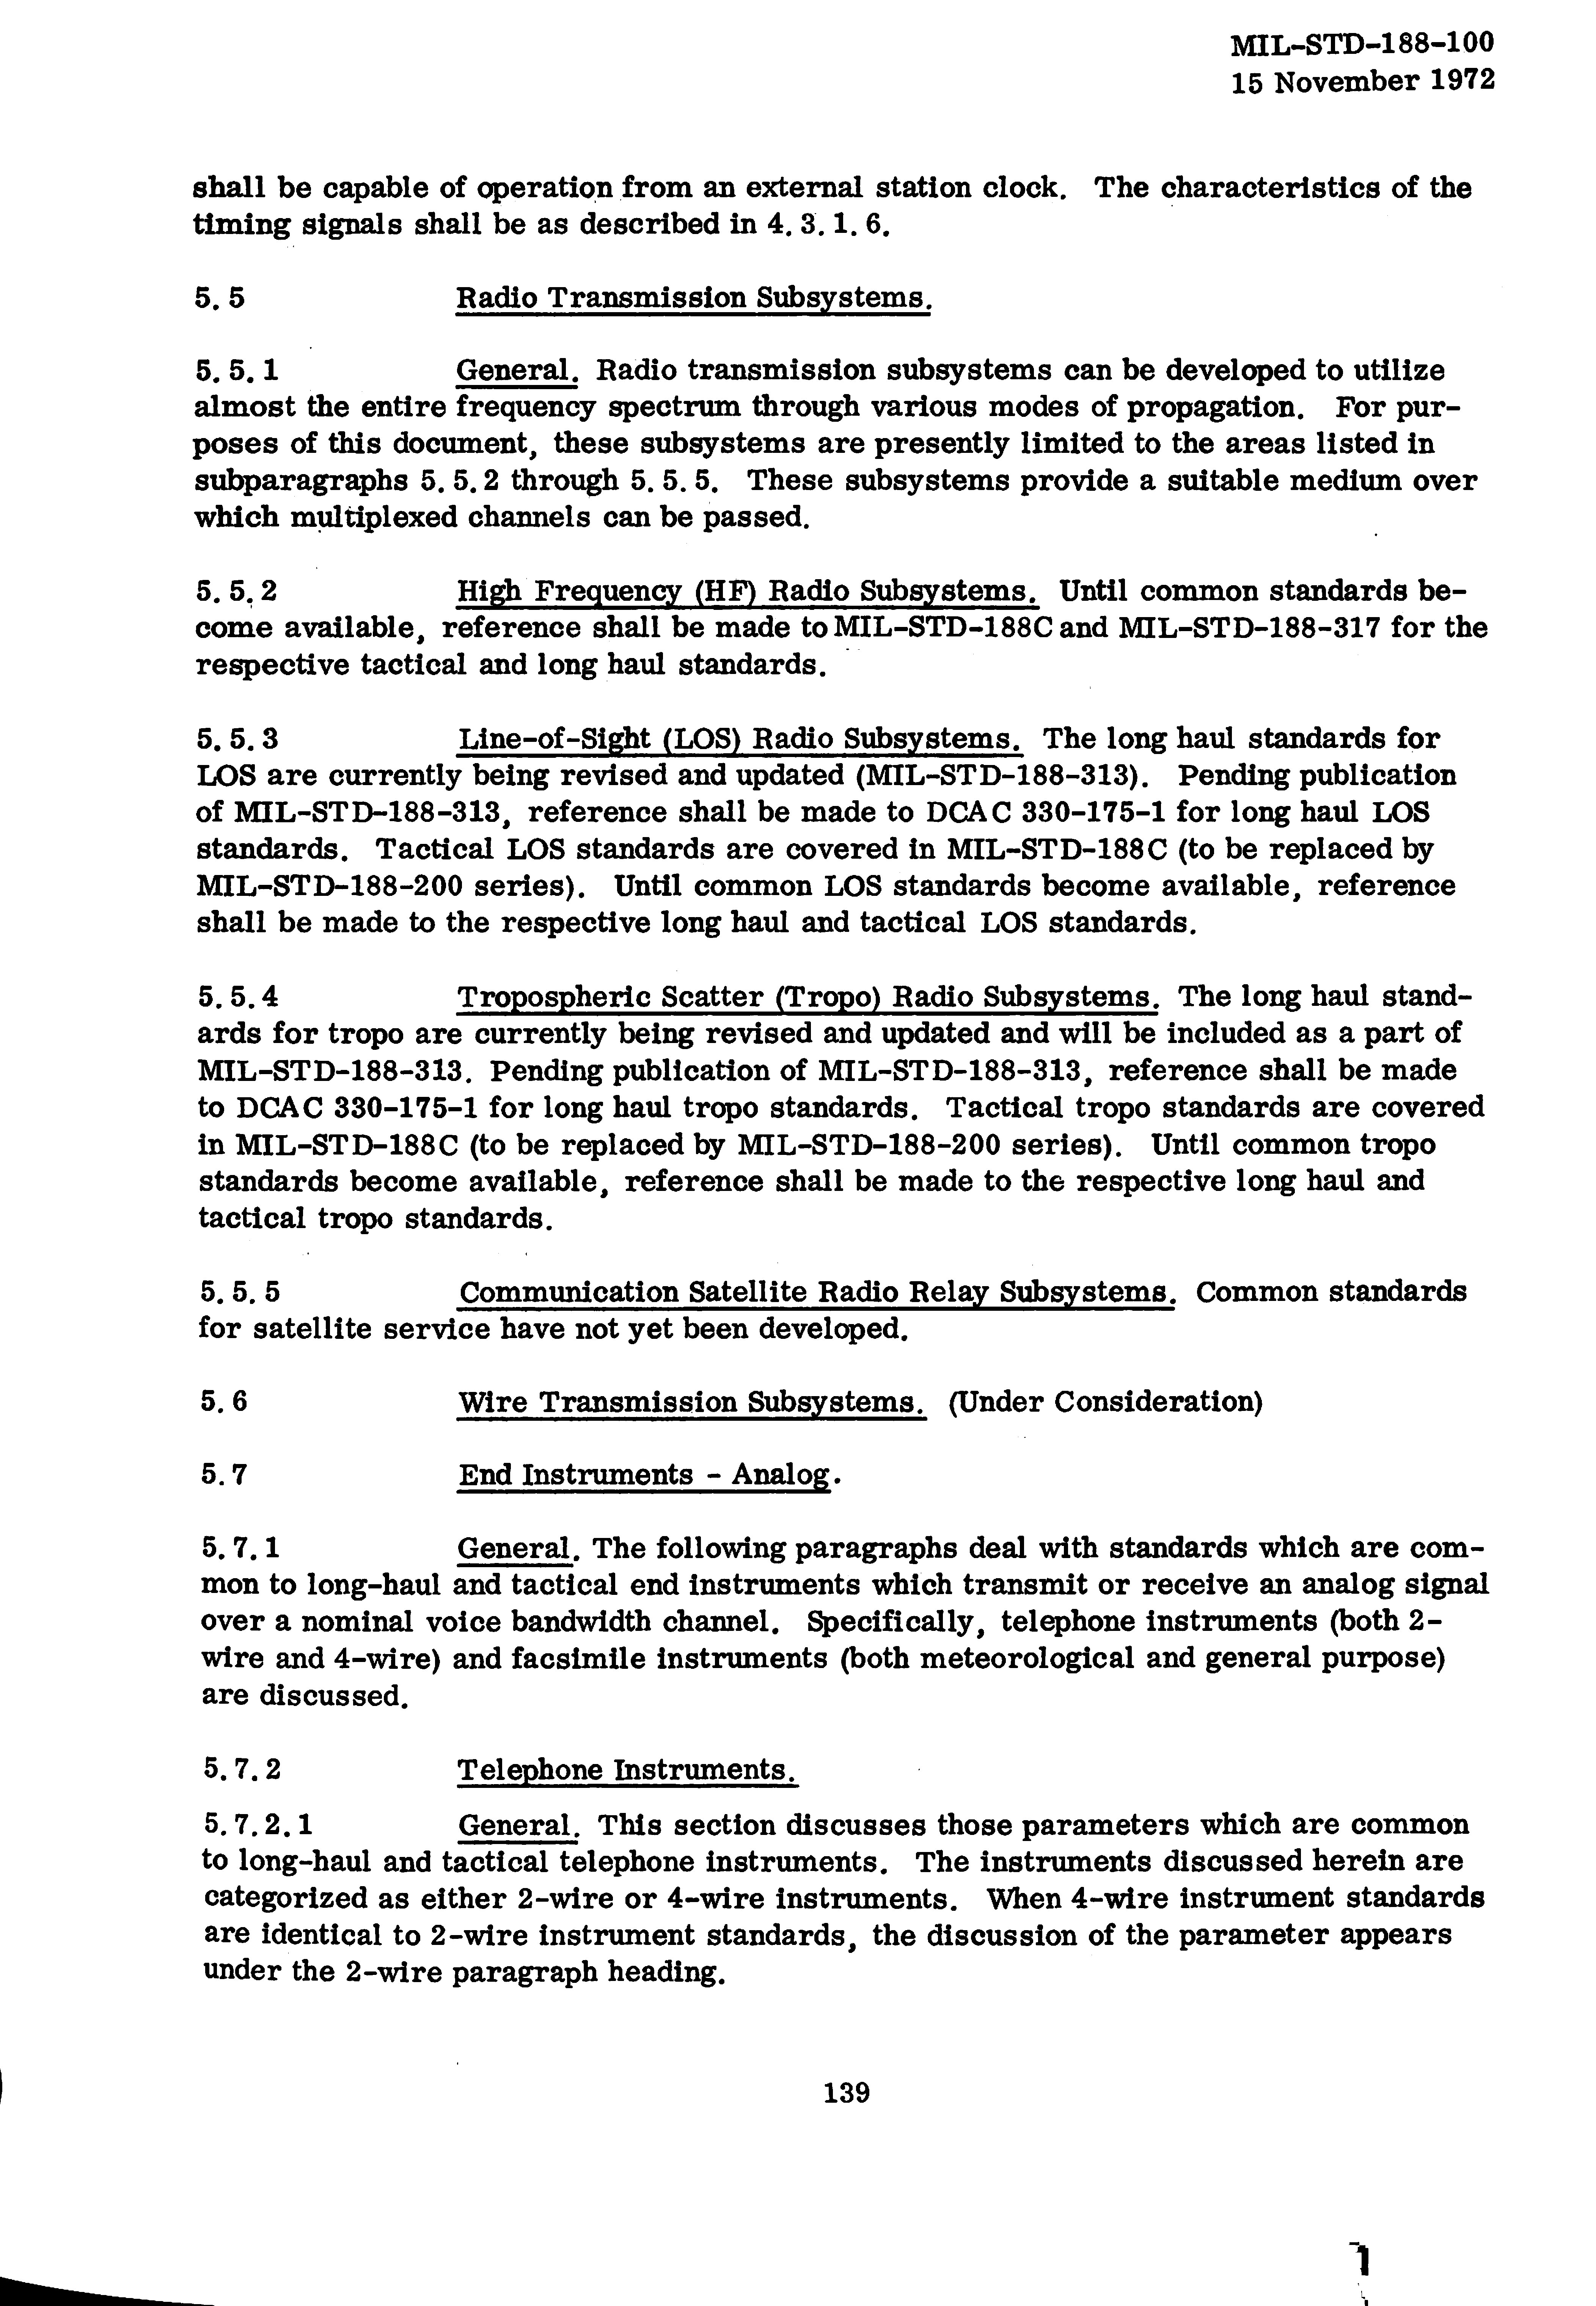 MIL-STD-188-100
15 November 1972
shall be capable of operation from an external station clock. The characteristics of the
timing signals shall be as described in 4.3.1.6.
5.5 Radio Transmission Subsystems.
5.5.1 General. Radio transmission subsystems can be developed to utilize
almost the entire frequency spectrum through various modes of propagation. For pur-
poses of this document, these subsystems are presently limited to the areas listed in
subparagraphs 5.5.2 through 5.5.5. These subsystems provide a suitable medium over
which multiplexed channels can be passed.
5.5.2 High Frequency (HF) Radio Subsystems. Until common standards be-
come available, reference shall be made to MIL-STD-188C and MIL-STD-188-317 for the
respective tactical and long haul standards.
5.5.3 Line-of-Sight (LOS) Radio Subsystems. The long haul standards for
LOS are currently being revised and updated (MIL-STD-188-313). Pending publication
of MIL-STD-188-313, reference shall be made to DCAC 330-175-1 for long haul LOS
standards. Tactical LOS standards are covered in MIL-STD-188C (to be replaced by
MIL-STD-188-200 series). Until common LOS standards become available, reference
shall be made to the respective long haul and tactical LOS standards.
5.5.4 Tropospheric Scatter (Tropo) Radio Subsystems. The long haul stand-
ards for tropo are currently being revised and updated and will be included as a part of
MIL-STD-188-313. Pending publication of MIL-STD-188-313, reference shall be made
to DCAC 330-175-1 for long haul tropo standards. Tactical tropo standards are covered
in MIL-STD-188C (to be replaced by MIL-STD-188-200 series). Until common tropo
standards become available, reference shall be made to the respective long haul and
tactical tropo standards.
5.5.5 Communication Satellite Radio Relay Subsystems. Common standards
for satellite service have not yet been developed.
5.6 Wire Transmission Subsystems. (Under Consideration)
5.7 End Instruments - Analog.
5.7.1 General. The following paragraphs deal with standards which are com-
mon to long-haul and tactical end instruments which transmit or receive an analog signal
over a nominal voice bandwidth channel. Specifically, telephone instruments (both 2-
wire and 4-wire) and facsimile instruments (both meteorological and general purpose)
are discussed.
5.7.2 Telephone Instruments.
5.7.2.1 General. This section discusses those parameters which are common
to long-haul and tactical telephone instruments. The instruments discussed herein are
categorized as either 2-wire or 4-wire instruments. When 4-wire instrument standards
are identical to 2-wire instrument standards, the discussion of the parameter appears
under the 2-wire paragraph heading.
139